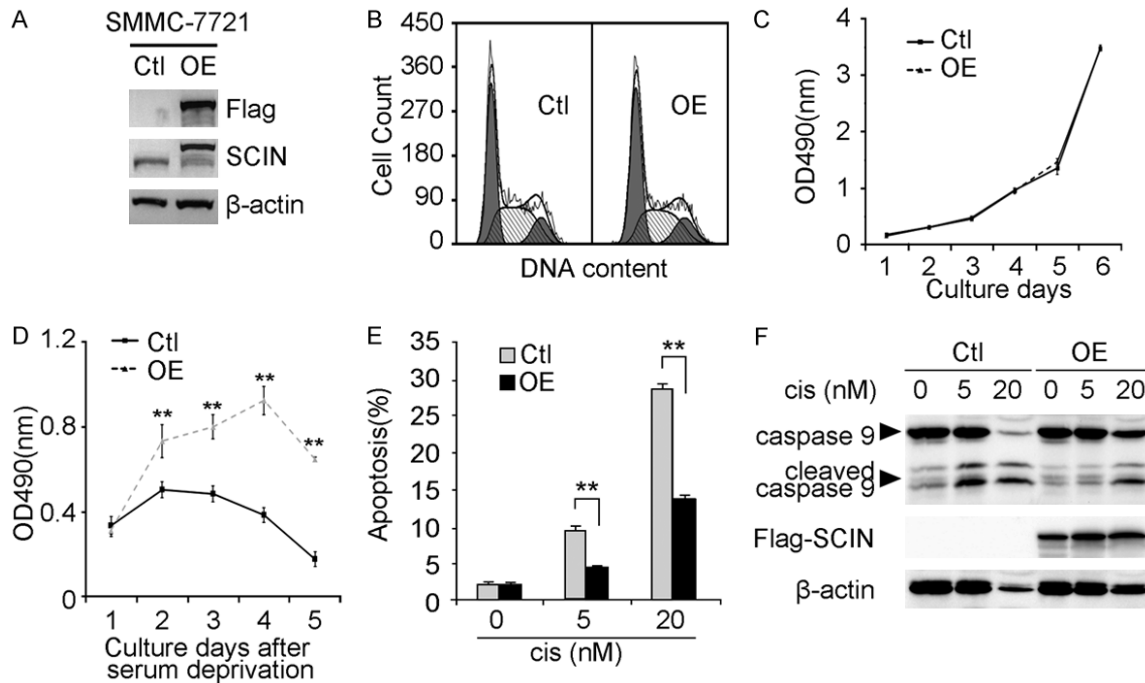 A
SMMC-7721
Ctl OE
Flag
SCIN
β-actin
B
450
360
270
180
90
0
Cell Count
Ctl
OE
DNA content
C
Ctl
OE
4
3
2
1
0
OD490(nm)
1 2 3 4 5 6
Culture days
D
Ctl
OE
1.2
0.8
0.4
0
OD490(nm)
** ** ** **
1 2 3 4 5
Culture days after
serum deprivation
E
Ctl
OE
35
30
25
20
15
10
5
0
Apoptosis(%)
** **
0 5 20
cis (nM)
F
Ctl OE
cis (nM) 0 5 20 0 5 20
caspase 9
cleaved
caspase 9
Flag-SCIN
β-actin